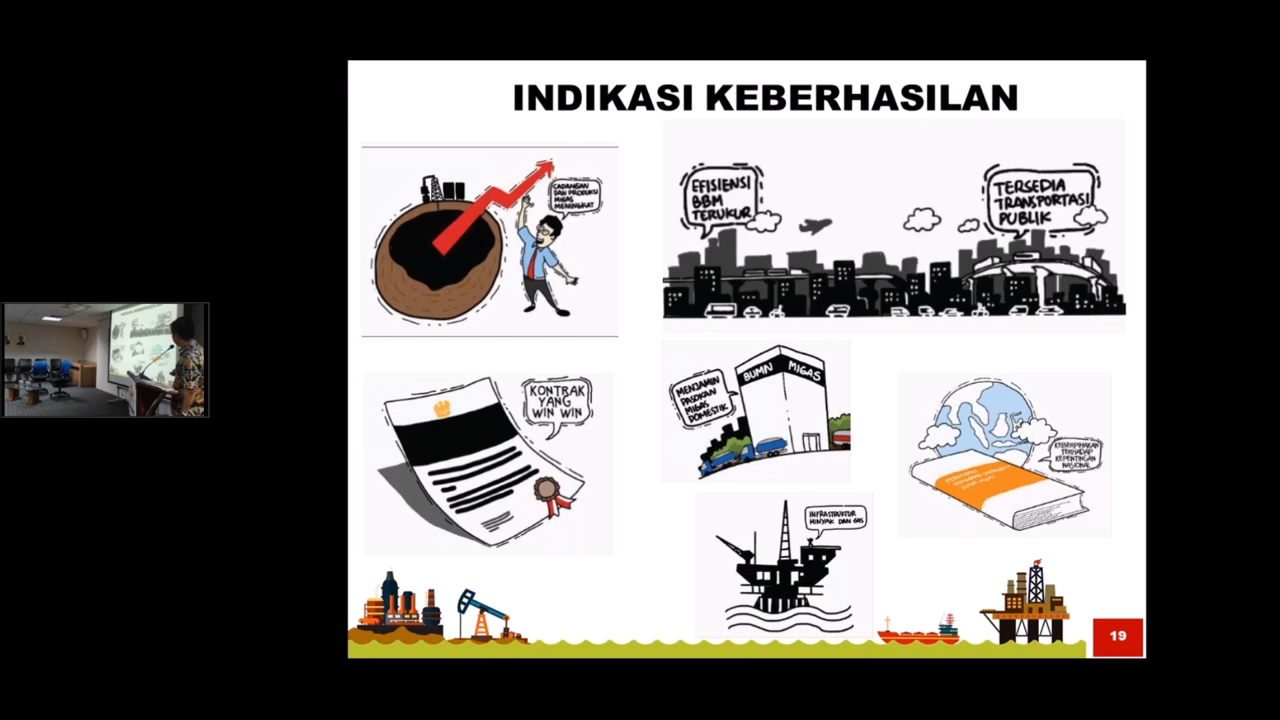 INDIKASI KEBERHASILAN
CADANGAN
DAN PRODUKSI
MIGAS
MENINGKAT
EFISIENSI
BBM
TERUKUR
TERSEDIA
TRANSPORTASI
PUBLIK
KONTRAK
YANG
WIN WIN
MENJAMIN
PASOKAN
MIGAS
DOMESTIK
BUMN MIGAS
KEBERPIHAKAN
TERHADAP
KEPENTINGAN
NASIONAL
INFRASTRUKTUR
MINYAK DAN GAS
19